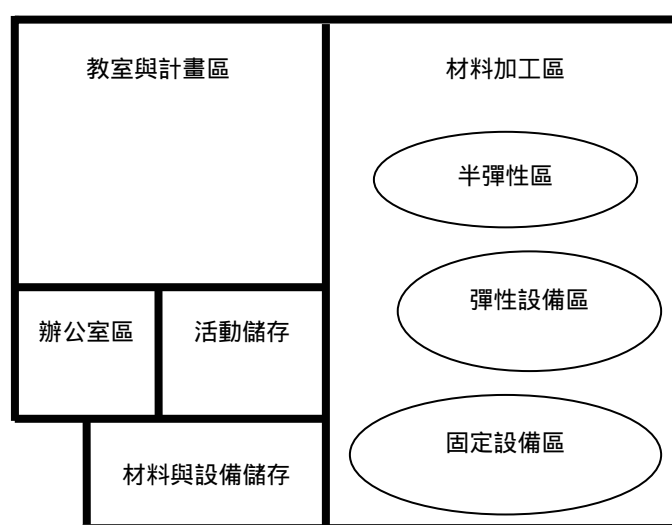 教室與計畫區
材料加工區
半彈性區
彈性設備區
辦公室區
活動儲存
固定設備區
材料與設備儲存